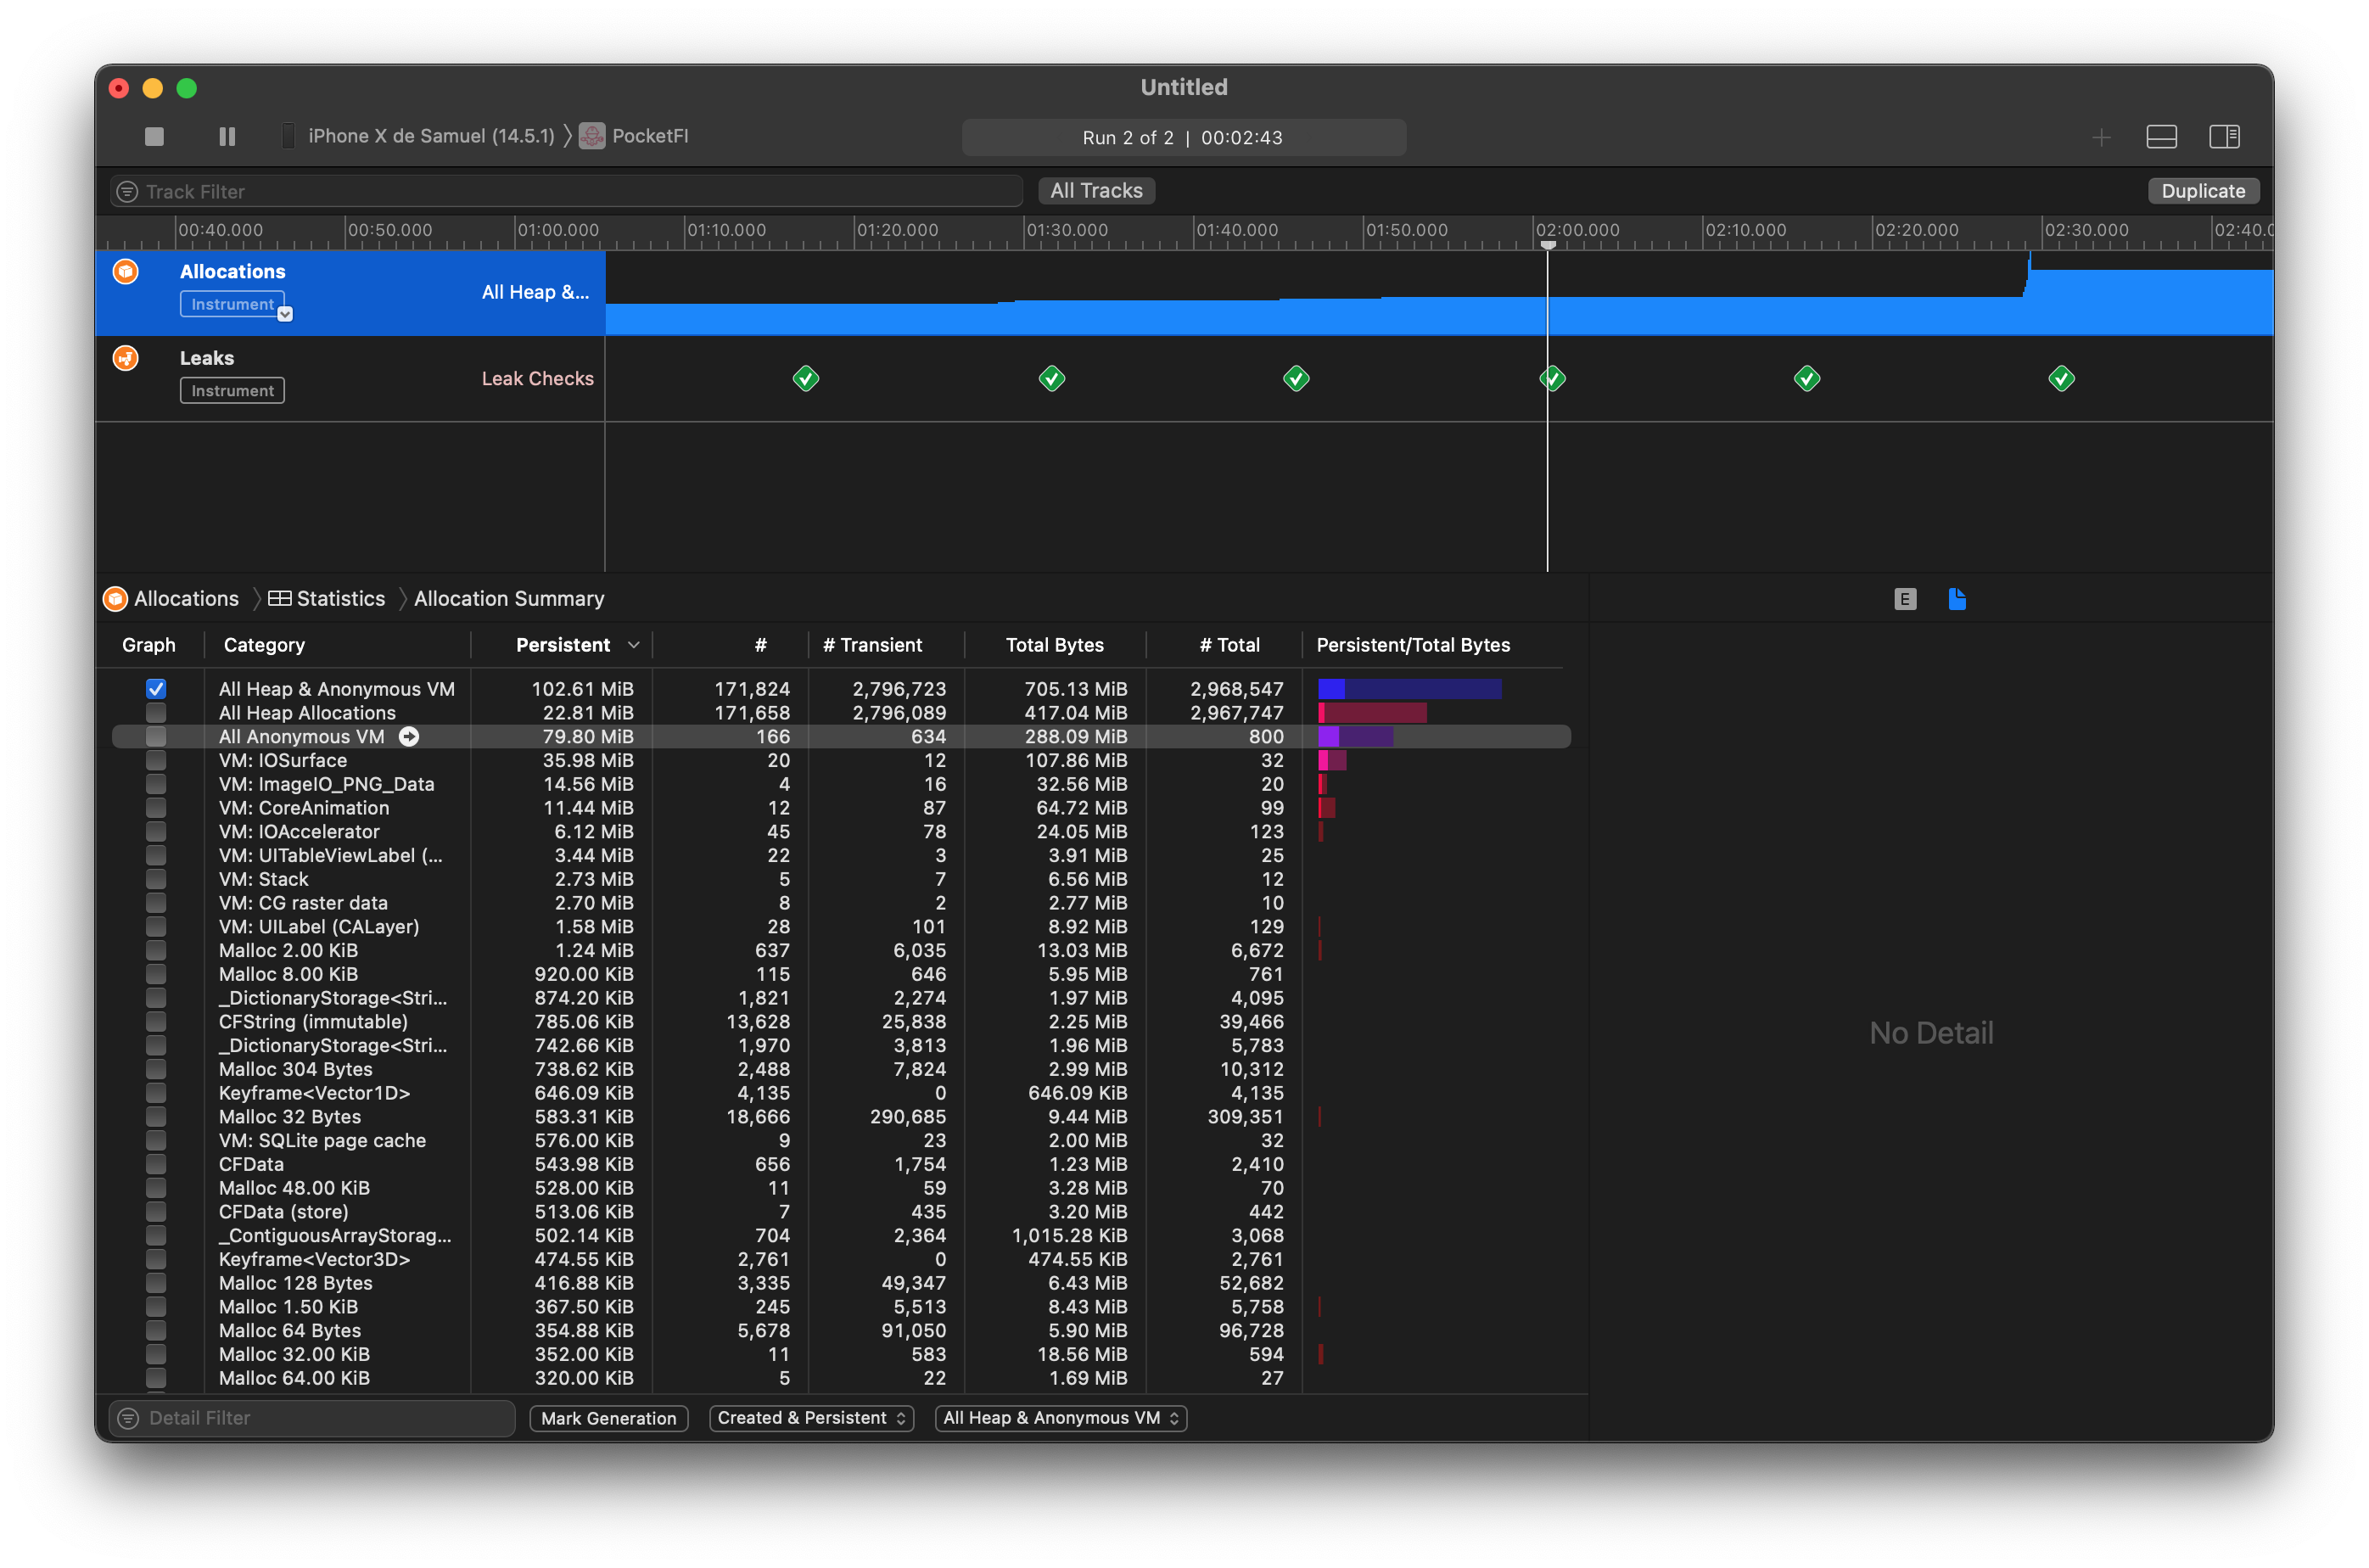 Untitled
iPhone X de Samuel (14.5.1) PocketFI
Run 2 of 2 | 00:02:43
Track Filter All Tracks Duplicate
00:40.000 00:50.000 01:00.000 01:10.000 01:20.000 01:30.000 01:40.000 01:50.000 02:00.000 02:10.000 02:20.000 02:30.000 02:40.0
Allocations
Instrument
All Heap &...
Leaks
Instrument
Leak Checks
Allocations Statistics Allocation Summary E
Graph Category Persistent # # Transient Total Bytes # Total Persistent/Total Bytes
All Heap & Anonymous VM 102.61 MiB 171,824 2,796,723 705.13 MiB 2,968,547
All Heap Allocations 22.81 MiB 171,658 2,796,089 417.04 MiB 2,967,747
All Anonymous VM 79.80 MiB 166 634 288.09 MiB 800
VM: IOSurface 35.98 MiB 20 12 107.86 MiB 32
VM: ImageIO_PNG_Data 14.56 MiB 4 16 32.56 MiB 20
VM: CoreAnimation 11.44 MiB 12 87 64.72 MiB 99
VM: IOAccelerator 6.12 MiB 45 78 24.05 MiB 123
VM: UITableViewLabel (... 3.44 MiB 22 3 3.91 MiB 25
VM: Stack 2.73 MiB 5 7 6.56 MiB 12
VM: CG raster data 2.70 MiB 8 2 2.77 MiB 10
VM: UILabel (CALayer) 1.58 MiB 28 101 8.92 MiB 129
Malloc 2.00 KiB 1.24 MiB 637 6,035 13.03 MiB 6,672
Malloc 8.00 KiB 920.00 KiB 115 646 5.95 MiB 761
_DictionaryStorage<Stri... 874.20 KiB 1,821 2,274 1.97 MiB 4,095
CFString (immutable) 785.06 KiB 13,628 25,838 2.25 MiB 39,466
_DictionaryStorage<Stri... 742.66 KiB 1,970 3,813 1.96 MiB 5,783
Malloc 304 Bytes 738.62 KiB 2,488 7,824 2.99 MiB 10,312
Keyframe<Vector1D> 646.09 KiB 4,135 0 646.09 KiB 4,135
Malloc 32 Bytes 583.31 KiB 18,666 290,685 9.44 MiB 309,351
VM: SQLite page cache 576.00 KiB 9 23 2.00 MiB 32
CFData 543.98 KiB 656 1,754 1.23 MiB 2,410
Malloc 48.00 KiB 528.00 KiB 11 59 3.28 MiB 70
CFData (store) 513.06 KiB 7 435 3.20 MiB 442
_ContiguousArrayStorag... 502.14 KiB 704 2,364 1,015.28 KiB 3,068
Keyframe<Vector3D> 474.55 KiB 2,761 0 474.55 KiB 2,761
Malloc 128 Bytes 416.88 KiB 3,335 49,347 6.43 MiB 52,682
Malloc 1.50 KiB 367.50 KiB 245 5,513 8.43 MiB 5,758
Malloc 64 Bytes 354.88 KiB 5,678 91,050 5.90 MiB 96,728
Malloc 32.00 KiB 352.00 KiB 11 583 18.56 MiB 594
Malloc 64.00 KiB 320.00 KiB 5 22 1.69 MiB 27
No Detail
Detail Filter Mark Generation Created & Persistent All Heap & Anonymous VM